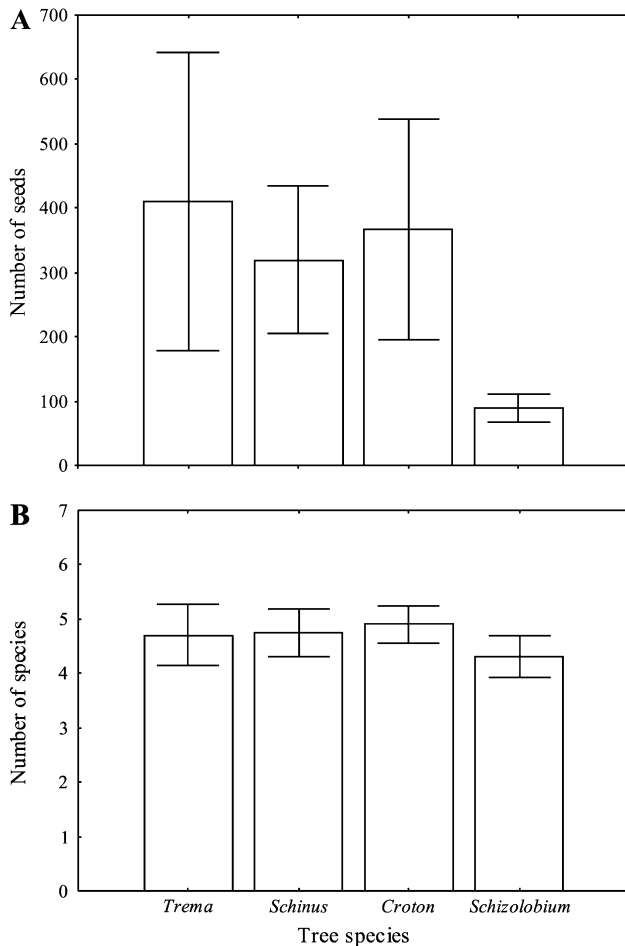 A
700
600
500
400
300
200
100
0
Number of seeds
B
7
6
5
4
3
2
1
0
Number of species
Trema Schinus Croton Schizolobium
Tree species